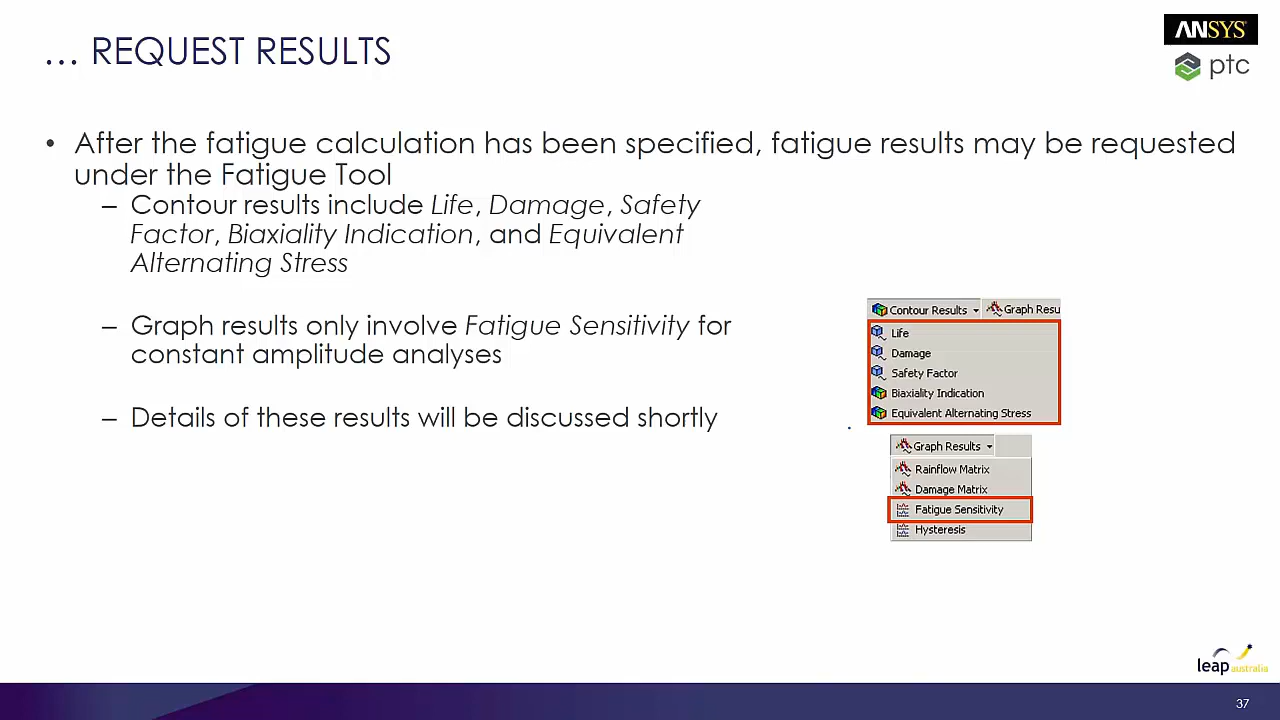 ... REQUEST RESULTS
ANSYS
ptc
• After the fatigue calculation has been specified, fatigue results may be requested
under the Fatigue Tool
– Contour results include Life, Damage, Safety
Factor, Biaxiality Indication, and Equivalent
Alternating Stress
– Graph results only involve Fatigue Sensitivity for
constant amplitude analyses
– Details of these results will be discussed shortly
Contour Results Graph Resu
Life
Damage
Safety Factor
Biaxiality Indication
Equivalent Alternating Stress
Graph Results
Rainflow Matrix
Damage Matrix
Fatigue Sensitivity
Hysteresis
leap australia
37